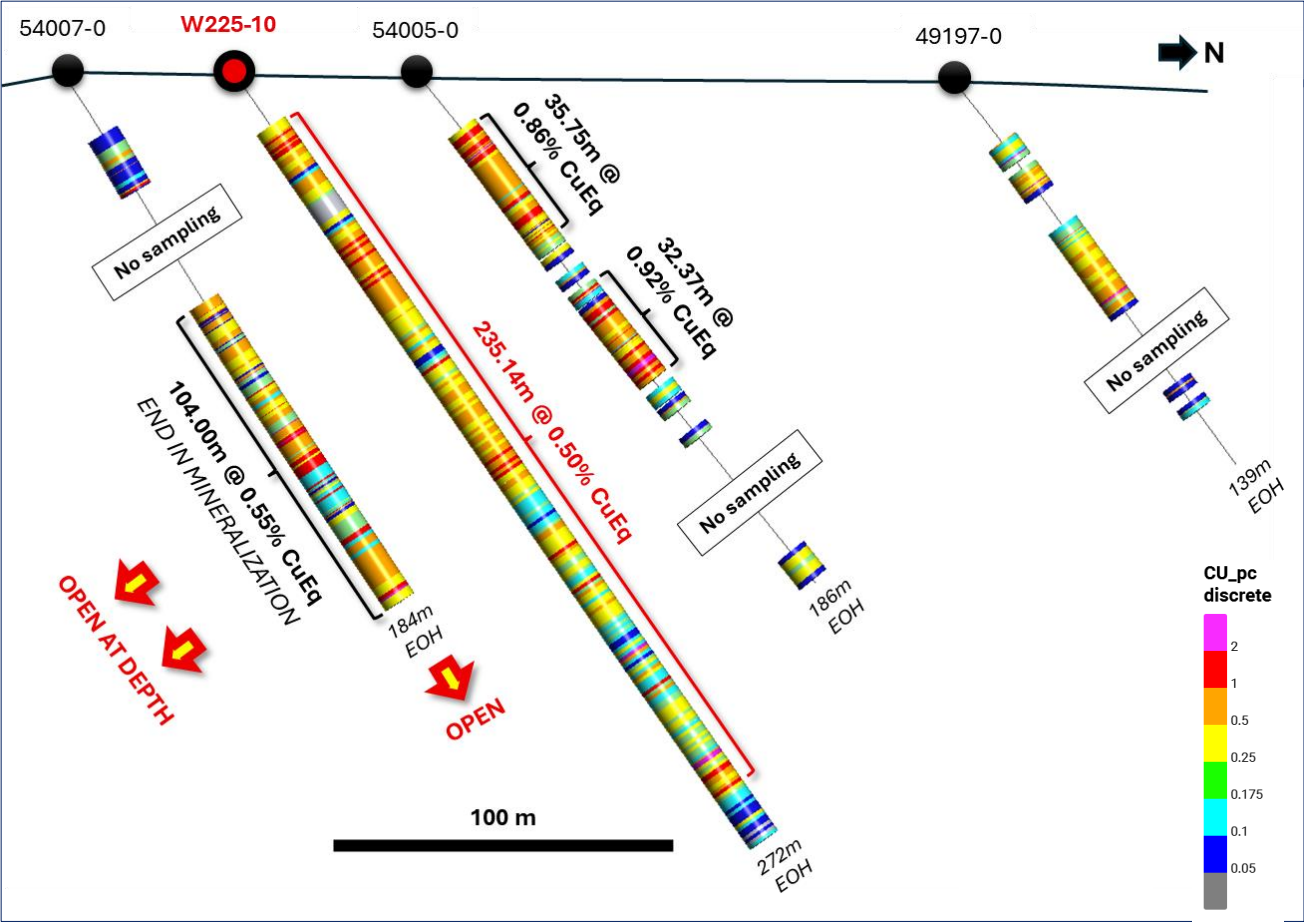 54007-0
W225-10
54005-0
49197-0
N
35.75m @
0.86% CuEq
32.37m @
0.92% CuEq
No sampling
235.14m @ 0.50% CuEq
No sampling
104.00m @ 0.55% CuEq
END IN MINERALIZATION
No sampling
139m
EOH
186m
EOH
184m
EOH
OPEN AT DEPTH
OPEN
100 m
272m
EOH
CU_pc
discrete
2
1
0.5
0.25
0.175
0.1
0.05